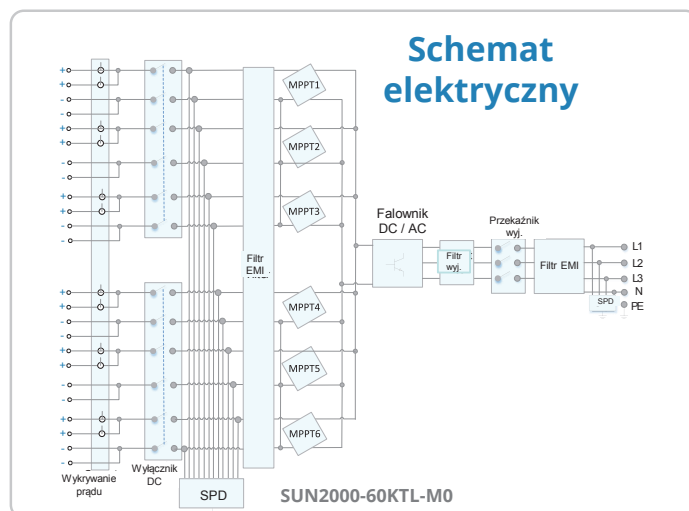 Schemat
elektryczny
+
+
-
-
+
+
-
-
+
+
-
-
+
+
-
-
+
+
-
-
+
+
-
-
MPPT1
MPPT2
MPPT3
MPPT4
MPPT5
MPPT6
Filtr
EMI
Falownik
DC / AC
Filtr
wyj.
Przekaźnik
wyj.
Filtr EMI
L1
L2
L3
N
PE
SPD
Wykrywanie
prądu
Wyłącznik
DC
SPD
SUN2000-60KTL-M0